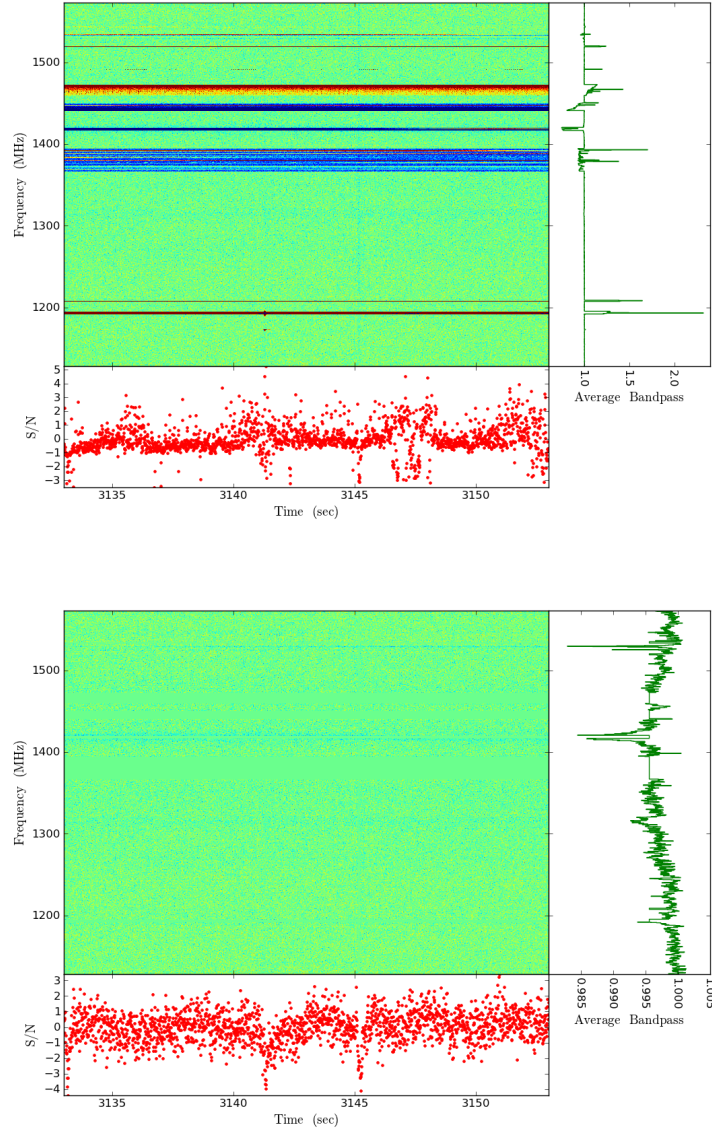 1500
1400
1300
1200
Frequency (MHz)
5
4
3
2
1
0
−1
−2
−3
S/N
3135 3140 3145 3150
Time (sec)
1.0 1.5 2.0
Average Bandpass
1500
1400
1300
1200
Frequency (MHz)
3
2
1
0
−1
−2
−3
−4
S/N
3135 3140 3145 3150
Time (sec)
0.985 0.990 0.995 1.000 1.005
Average Bandpass